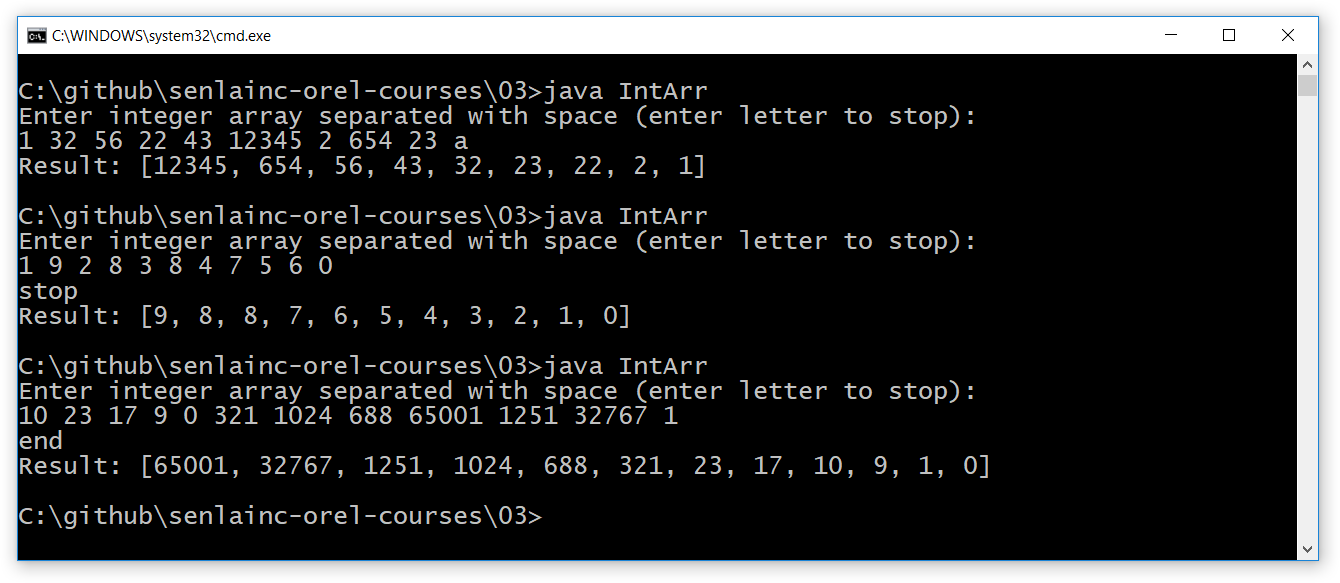 C:\WINDOWS\system32\cmd.exe
C:\github\senlainc-orel-courses\03>java IntArr
Enter integer array separated with space (enter letter to stop):
1 32 56 22 43 12345 2 654 23 a
Result: [12345, 654, 56, 43, 32, 23, 22, 2, 1]
C:\github\senlainc-orel-courses\03>java IntArr
Enter integer array separated with space (enter letter to stop):
1 9 2 8 3 8 4 7 5 6 0
stop
Result: [9, 8, 8, 7, 6, 5, 4, 3, 2, 1, 0]
C:\github\senlainc-orel-courses\03>java IntArr
Enter integer array separated with space (enter letter to stop):
10 23 17 9 0 321 1024 688 65001 1251 32767 1
end
Result: [65001, 32767, 1251, 1024, 688, 321, 23, 17, 10, 9, 1, 0]
C:\github\senlainc-orel-courses\03>